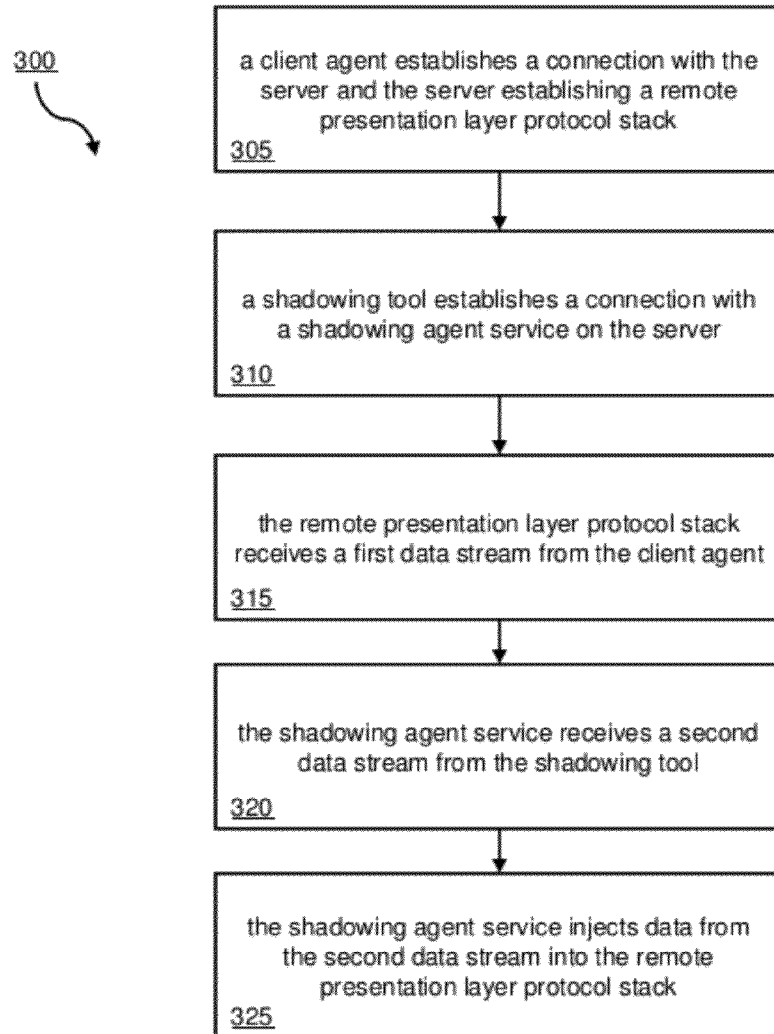 300
a client agent establishes a connection with the
server and the server establishing a remote
presentation layer protocol stack
305
a shadowing tool establishes a connection with
a shadowing agent service on the server
310
the remote presentation layer protocol stack
receives a first data stream from the client agent
315
the shadowing agent service receives a second
data stream from the shadowing tool
320
the shadowing agent service injects data from
the second data stream into the remote
presentation layer protocol stack
325